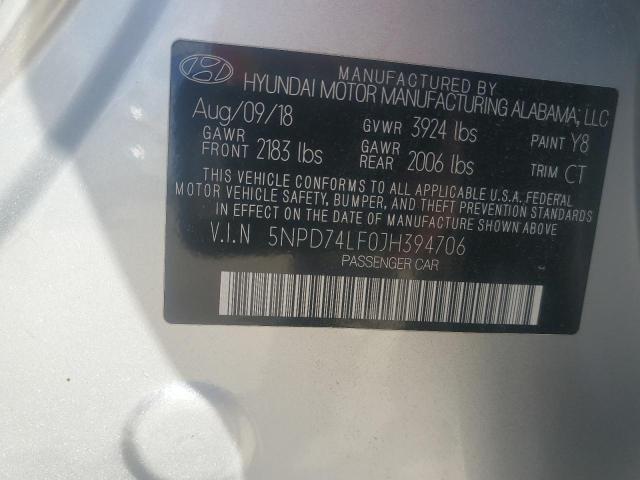 MANUFACTURED BY
HYUNDAI MOTOR MANUFACTURING ALABAMA, LLC
Aug/09/18 GVWR 3924 lbs PAINT Y8
GAWR FRONT 2183 lbs GAWR REAR 2006 lbs TRIM CT
THIS VEHICLE CONFORMS TO ALL APPLICABLE U.S.A. FEDERAL
MOTOR VEHICLE SAFETY, BUMPER, AND THEFT PREVENTION STANDARDS
IN EFFECT ON THE DATE OF MANUFACTURE SHOWN ABOVE.
V.I.N 5NPD74LF0JH394706
PASSENGER CAR